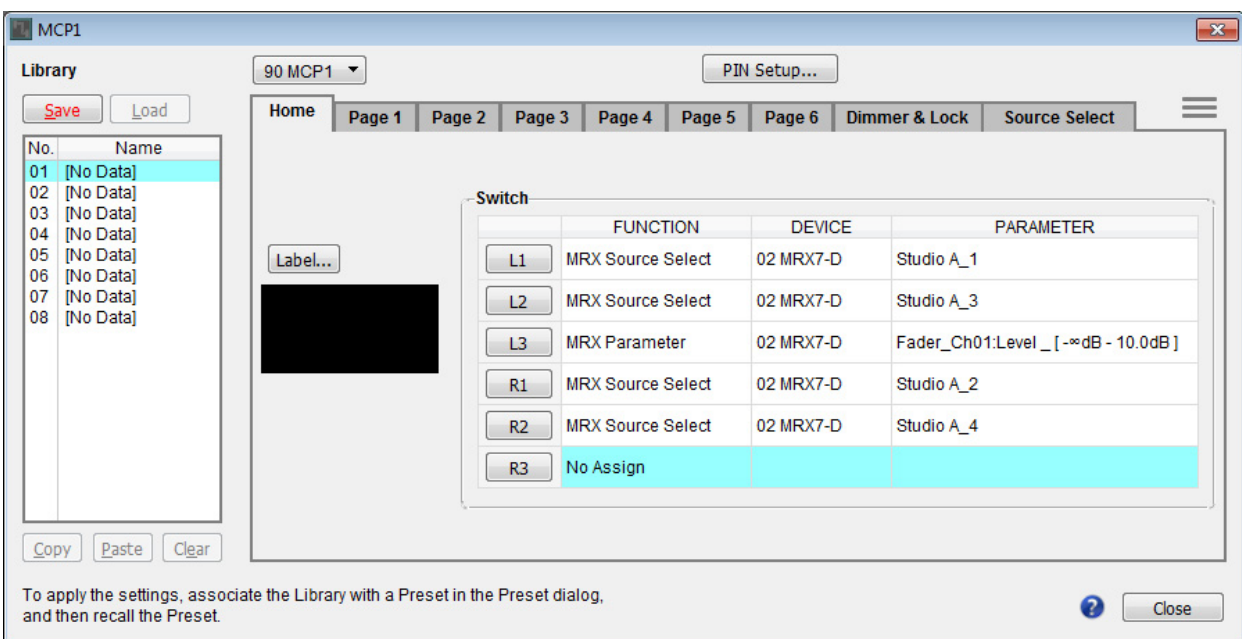 MCP1
Library
90 MCP1
PIN Setup...
Save Load
Home Page 1 Page 2 Page 3 Page 4 Page 5 Page 6 Dimmer & Lock Source Select
No. Name
01 [No Data]
02 [No Data]
03 [No Data]
04 [No Data]
05 [No Data]
06 [No Data]
07 [No Data]
08 [No Data]
Label...
Switch
FUNCTION DEVICE PARAMETER
L1 MRX Source Select 02 MRX7-D Studio A_1
L2 MRX Source Select 02 MRX7-D Studio A_3
L3 MRX Parameter 02 MRX7-D Fader_Ch01:Level _ [ -∞dB - 10.0dB ]
R1 MRX Source Select 02 MRX7-D Studio A_2
R2 MRX Source Select 02 MRX7-D Studio A_4
R3 No Assign
Copy Paste Clear
To apply the settings, associate the Library with a Preset in the Preset dialog,
and then recall the Preset.
? Close